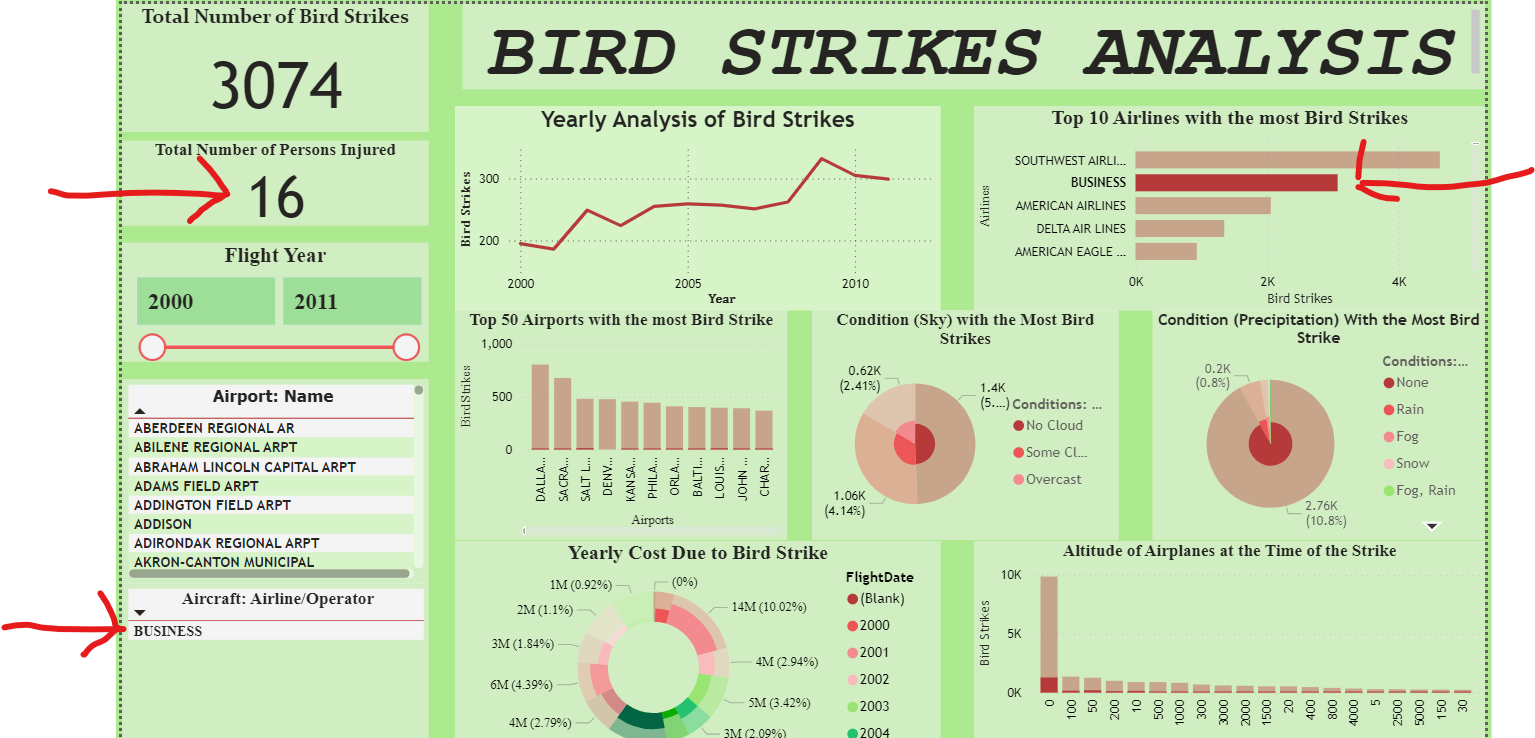 Total Number of Bird Strikes
3074
BIRD STRIKES ANALYSIS
Total Number of Persons Injured
16
Flight Year
2000 2011
Airport: Name
ABERDEEN REGIONAL AR
ABILENE REGIONAL ARPT
ABRAHAM LINCOLN CAPITAL ARPT
ADAMS FIELD ARPT
ADDINGTON FIELD ARPT
ADDISON
ADIRONDAK REGIONAL ARPT
AKRON-CANTON MUNICIPAL
Aircraft: Airline/Operator
BUSINESS
Yearly Analysis of Bird Strikes
Bird Strikes
300
200
2000 2005 2010
Year
Top 10 Airlines with the most Bird Strikes
Airlines
SOUTHWEST AIRLI...
BUSINESS
AMERICAN AIRLINES
DELTA AIR LINES
AMERICAN EAGLE ...
0K 2K 4K
Bird Strikes
Top 50 Airports with the most Bird Strike
BirdStrikes
1,000
500
0
DALLA...
SACRA...
SALT L...
DENV...
KANSA...
PHILA...
ORLA...
BALTI...
LOUIS...
JOHN ...
CHAR...
Airports
Condition (Sky) with the Most Bird
Strikes
0.62K
(2.41%)
1.4K
(5....)
1.06K
(4.14%)
Conditions: ...
No Cloud
Some Cl...
Overcast
Condition (Precipitation) With the Most Bird
Strike
0.2K
(0.8%)
2.76K
(10.8%)
Conditions:...
None
Rain
Fog
Snow
Fog, Rain
Yearly Cost Due to Bird Strike
(0%)
14M (10.02%)
4M (2.94%)
5M (3.42%)
3M (2.09%)
4M (2.79%)
6M (4.39%)
3M (1.84%)
2M (1.1%)
1M (0.92%)
FlightDate
(Blank)
2000
2001
2002
2003
2004
Altitude of Airplanes at the Time of the Strike
Bird Strikes
10K
5K
0K
0
100
50
200
10
500
1000
300
3000
2000
1500
20
400
800
4000
5
2500
5000
150
30